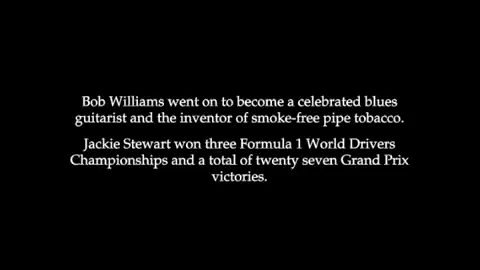 Bob Williams went on to become a celebrated blues
guitarist and the inventor of smoke-free pipe tobacco.
Jackie Stewart won three Formula 1 World Drivers
Championships and a total of twenty seven Grand Prix
victories.